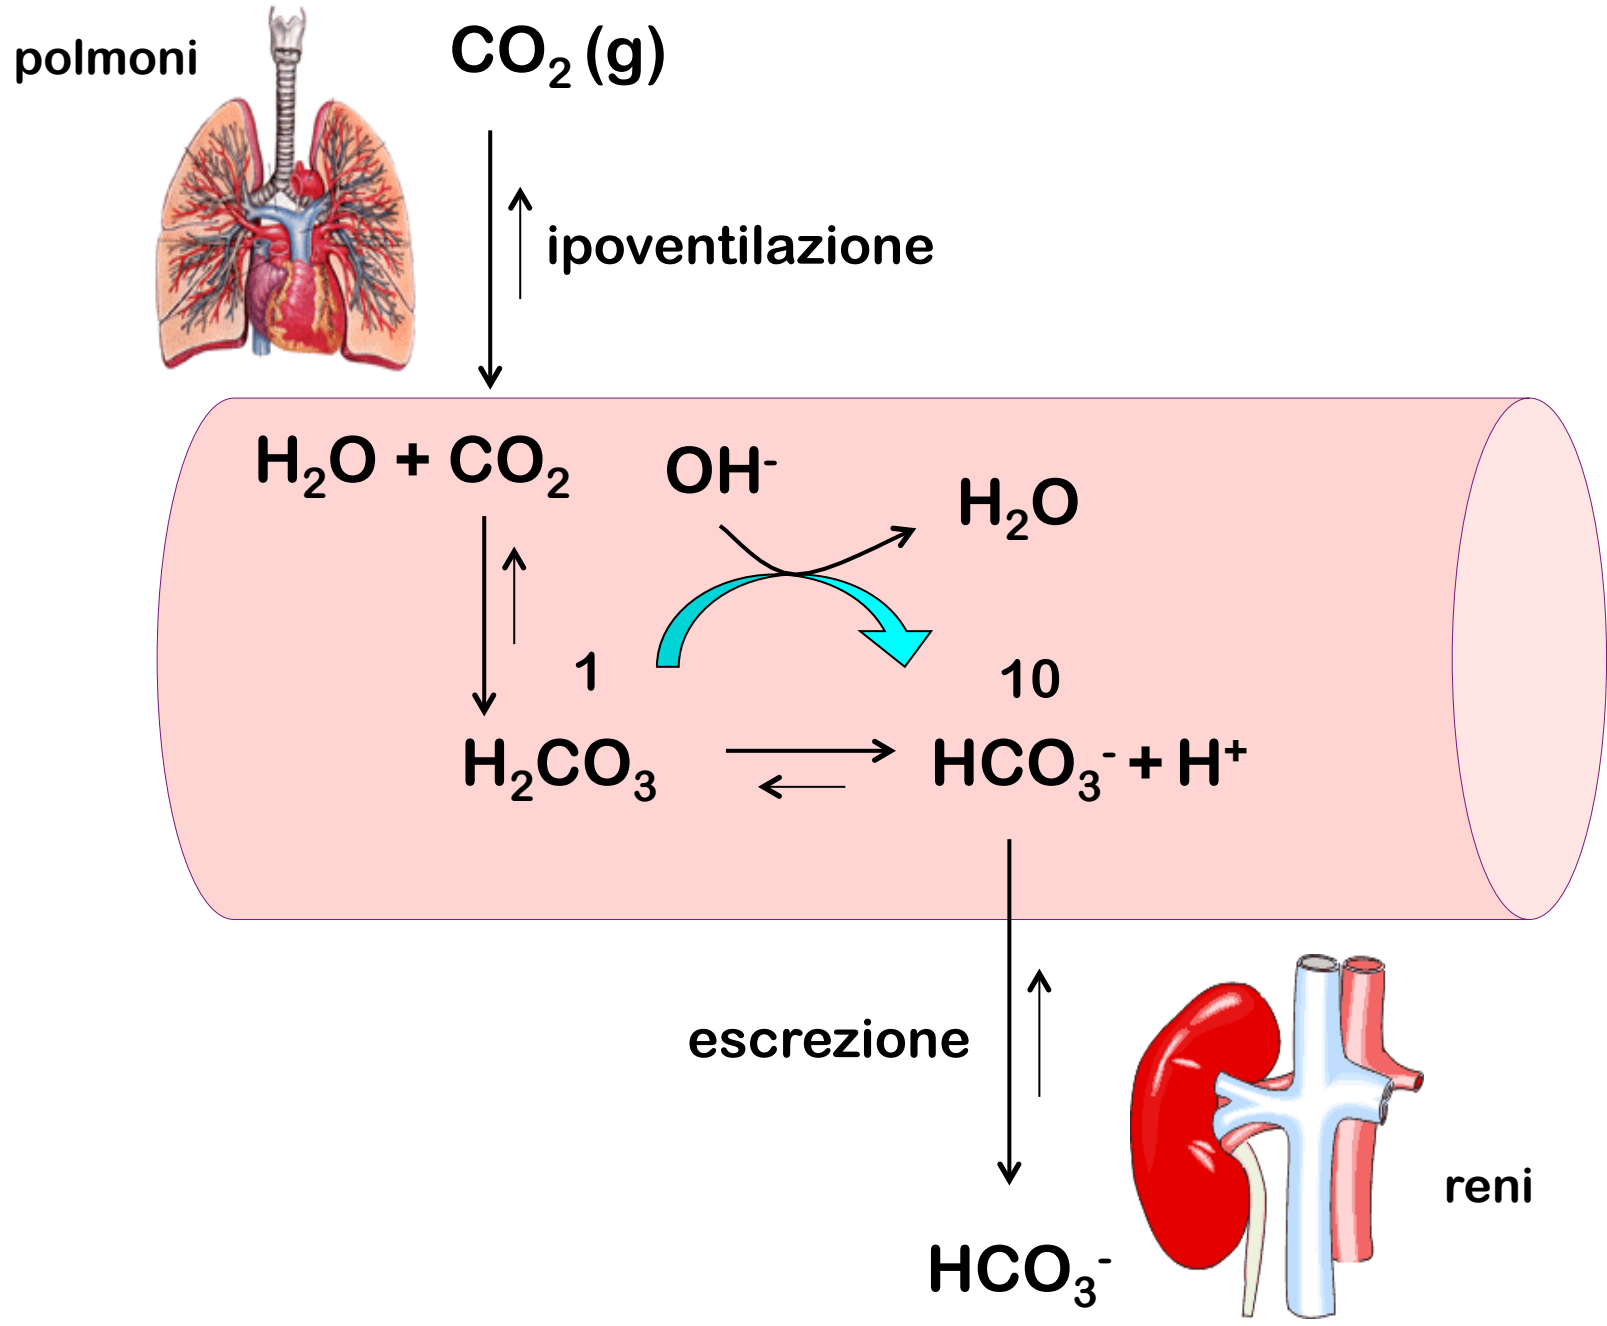 polmoni
CO₂ (g)
ipoventilazione
H₂O + CO₂
OH⁻
H₂O
1
10
H₂CO₃
HCO₃⁻ + H⁺
escrezione
reni
HCO₃⁻